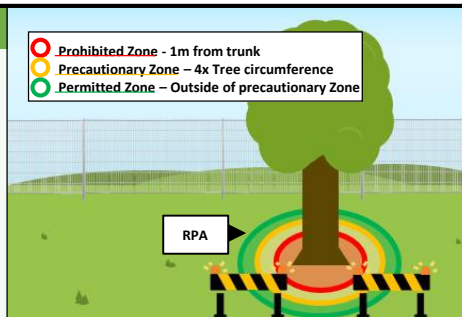 Prohibited Zone - 1m from trunk
Precautionary Zone – 4x Tree circumference
Permitted Zone – Outside of precautionary Zone
RPA